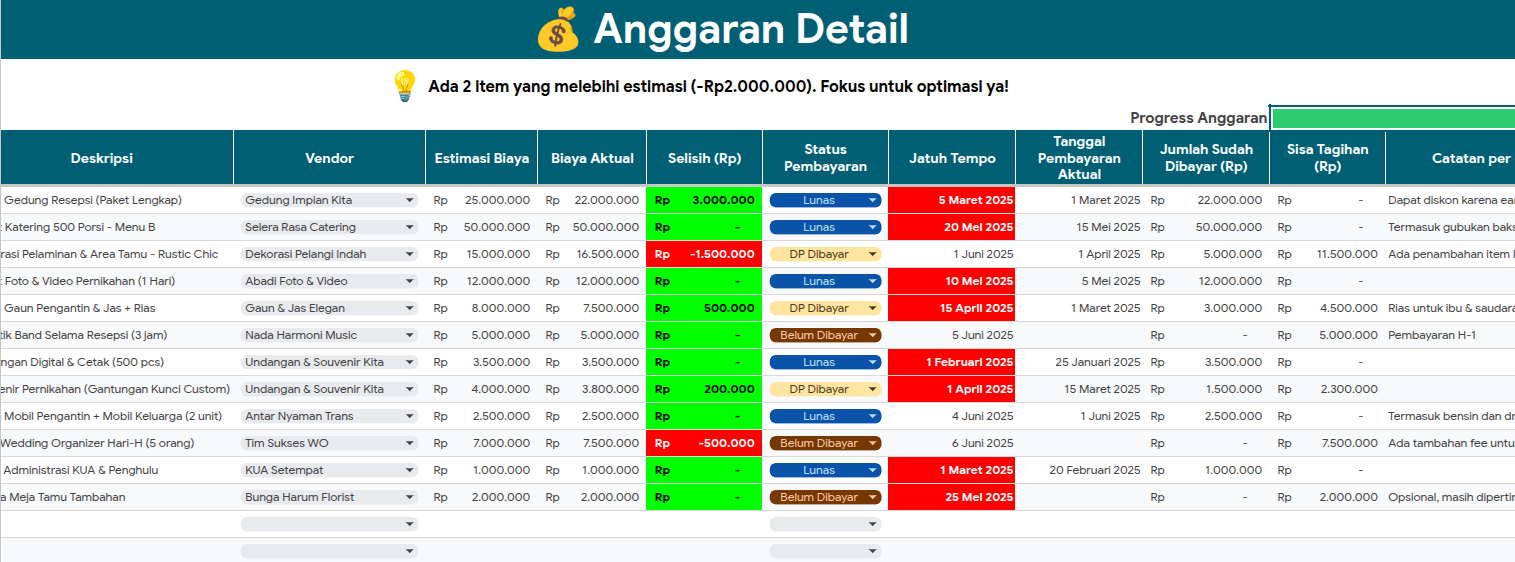 Anggaran Detail
Ada 2 item yang melebihi estimasi (-Rp2.000.000). Fokus untuk optimasi ya!
Progress Anggaran
Deskripsi Vendor Estimasi Biaya Biaya Aktual Selisih (Rp) Status Pembayaran Jatuh Tempo Tanggal Pembayaran Aktual Jumlah Sudah Dibayar (Rp) Sisa Tagihan (Rp) Catatan per
Gedung Resepsi (Paket Lengkap) Gedung Impian Kita Rp 25.000.000 Rp 22.000.000 Rp 3.000.000 Lunas 5 Maret 2025 1 Maret 2025 Rp 22.000.000 Rp - Dapat diskon karena
Katering 500 Porsi - Menu B Selera Rasa Catering Rp 50.000.000 Rp 50.000.000 Rp - Lunas 20 Mei 2025 15 Mei 2025 Rp 50.000.000 Rp - Termasuk gubukan
Pelaminan & Area Tamu - Rustic Chic Dekorasi Pelangi Indah Rp 15.000.000 Rp 16.500.000 Rp -1.500.000 DP Dibayar 1 Juni 2025 1 April 2025 Rp 5.000.000 Rp 11.500.000 Ada penambahan item
Foto & Video Pernikahan (1 Hari) Abadi Foto & Video Rp 12.000.000 Rp 12.000.000 Rp - Lunas 10 Mei 2025 5 Mei 2025 Rp 12.000.000 Rp -
Gaun Pengantin & Jas + Rias Gaun & Jas Elegan Rp 8.000.000 Rp 7.500.000 Rp 500.000 DP Dibayar 15 April 2025 1 Maret 2025 Rp 3.000.000 Rp 4.500.000 Rias untuk ibu &
Band Selama Resepsi (3 jam) Nada Harmoni Music Rp 5.000.000 Rp 5.000.000 Rp - Belum Dibayar 5 Juni 2025 Rp - Rp 5.000.000 Pembayaran H-1
Digital & Cetak (500 pcs) Undangan & Souvenir Kita Rp 3.500.000 Rp 3.500.000 Rp - Lunas 1 Februari 2025 25 Januari 2025 Rp 3.500.000 Rp -
Pernikahan (Gantungan Kunci Custom) Undangan & Souvenir Kita Rp 4.000.000 Rp 3.800.000 Rp 200.000 DP Dibayar 1 April 2025 15 Maret 2025 Rp 1.500.000 Rp 2.300.000
Mobil Pengantin + Mobil Keluarga (2 unit) Antar Nyaman Trans Rp 2.500.000 Rp 2.500.000 Rp - Lunas 4 Juni 2025 1 Juni 2025 Rp 2.500.000 Rp - Termasuk bensin dan
Wedding Organizer Hari-H (5 orang) Tim Sukses WO Rp 7.000.000 Rp 7.500.000 Rp -500.000 Belum Dibayar 6 Juni 2025 Rp - Rp 7.500.000 Ada tambahan fee
Administrasi KUA & Penghulu KUA Setempat Rp 1.000.000 Rp 1.000.000 Rp - Lunas 1 Maret 2025 20 Februari 2025 Rp 1.000.000 Rp -
Meja Tamu Tambahan Bunga Harum Florist Rp 2.000.000 Rp 2.000.000 Rp - Belum Dibayar 25 Mei 2025 Rp - Rp 2.000.000 Opsional, masih